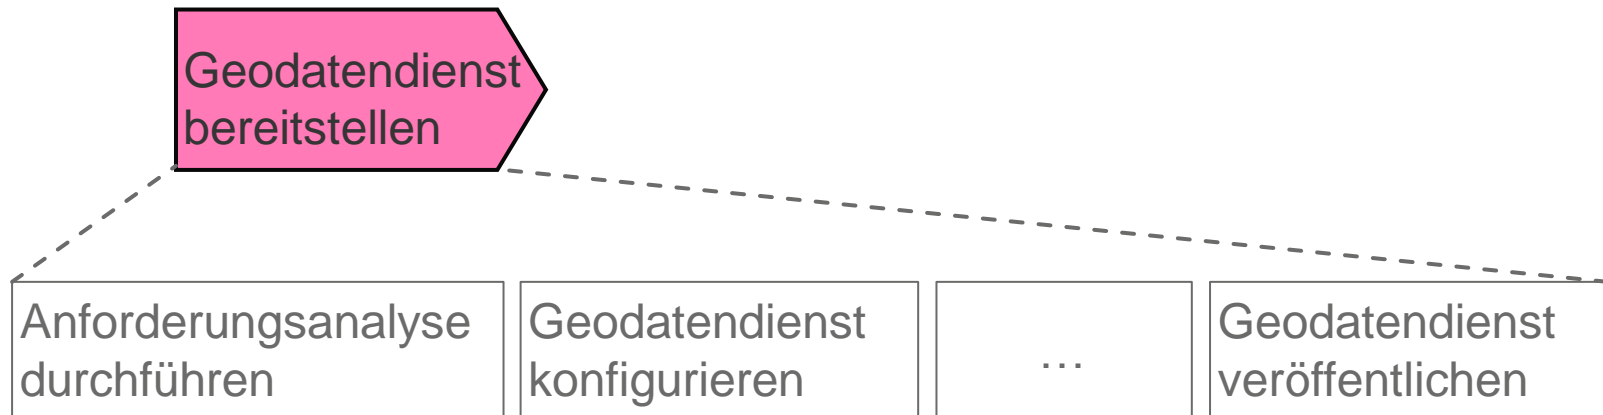 Geodatendienst
bereitstellen
Anforderungsanalyse
durchführen
Geodatendienst
konfigurieren
...
Geodatendienst
veröffentlichen